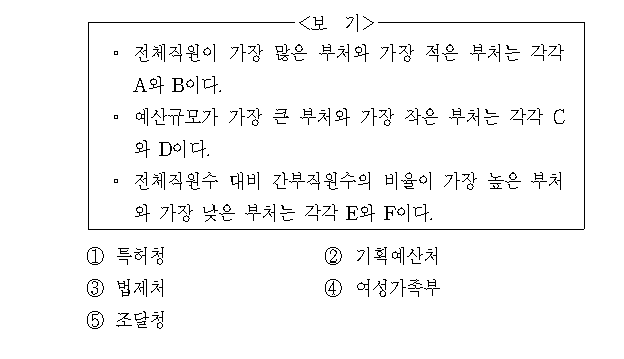 <보 기>
▫ 전체직원이 가장 많은 부처와 가장 적은 부처는 각각
A와 B이다.
▫ 예산규모가 가장 큰 부처와 가장 작은 부처는 각각 C
와 D이다.
▫ 전체직원수 대비 간부직원수의 비율이 가장 높은 부처
와 가장 낮은 부처는 각각 E와 F이다.
① 특허청 ② 기획예산처
③ 법제처 ④ 여성가족부
⑤ 조달청